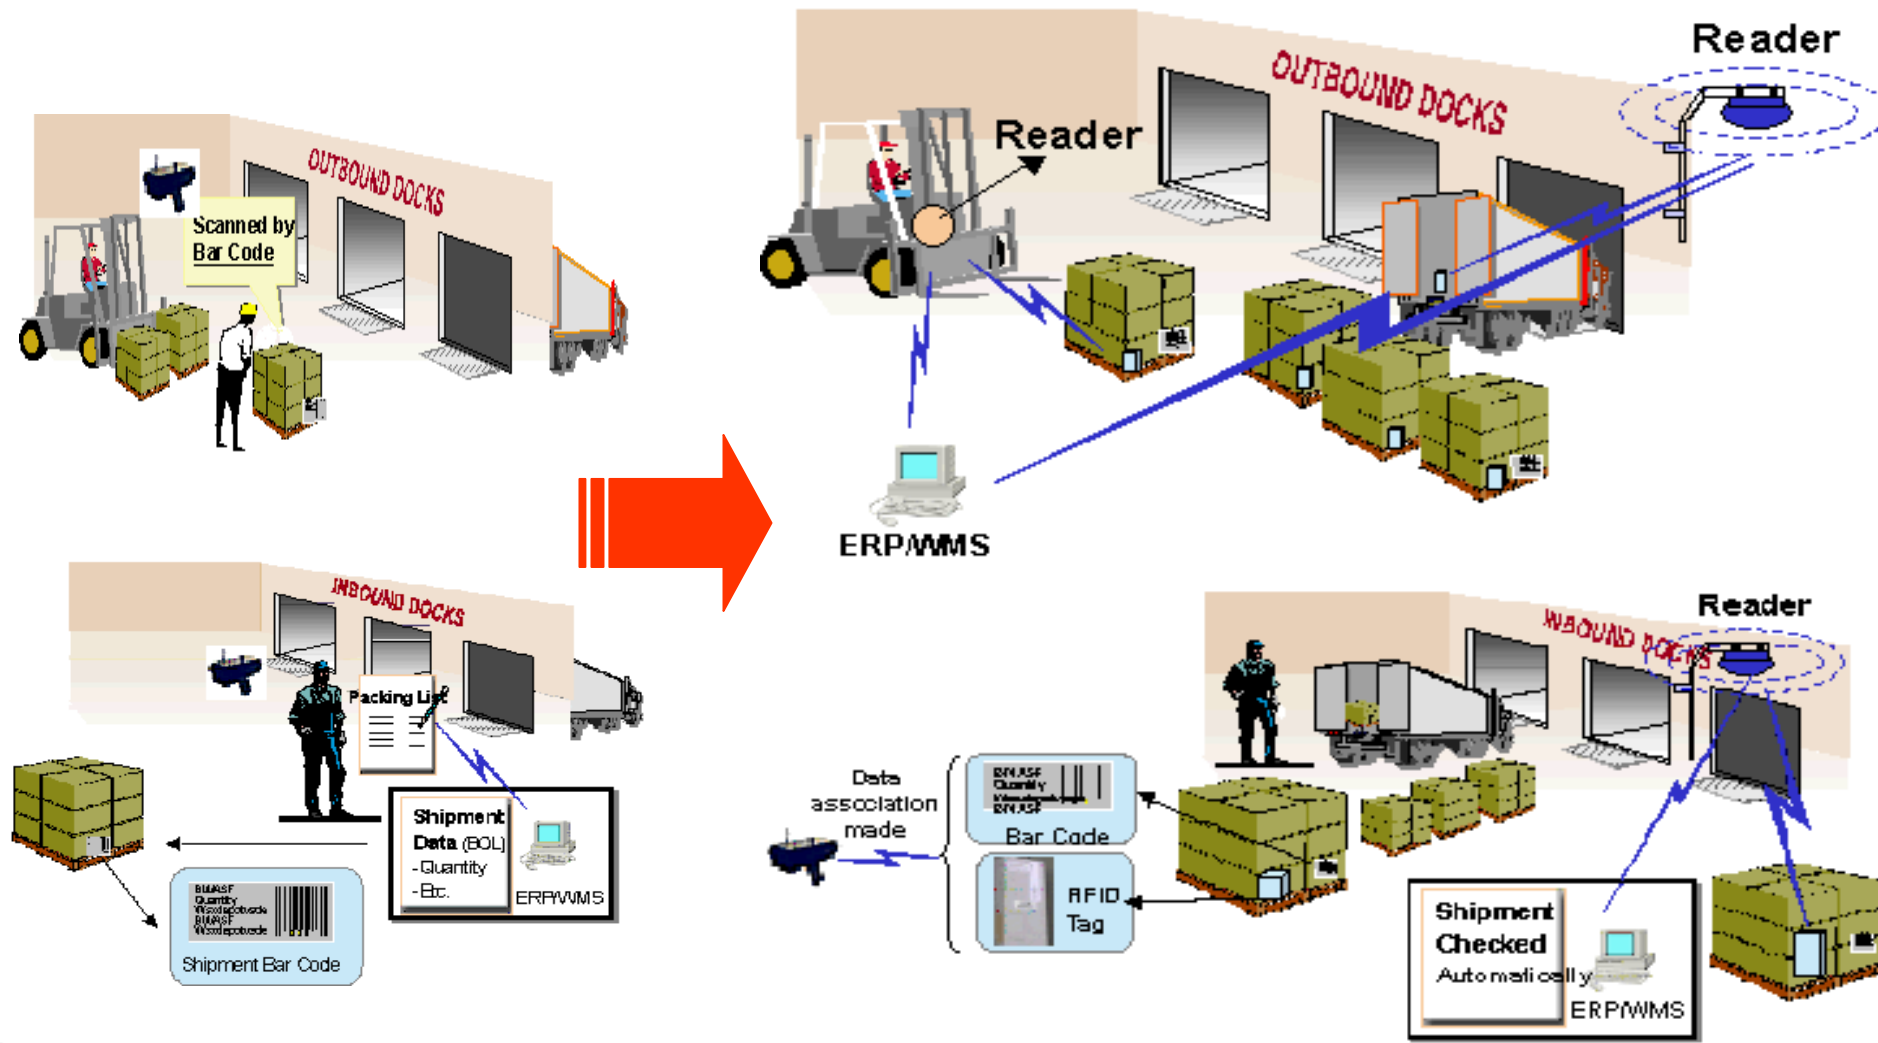 OUTBOUND DOCKS
Scanned by
Bar Code
Reader
OUTBOUND DOCKS
Reader
ERP/WMS
INBOUND DOCKS
Packing List
Shipment
Data (BOL)
-Quantity
-Etc.
ERP/WMS
Quantity
Shipment Bar Code
INBOUND DOCKS
Reader
Data
association
made
Quantity
Bar Code
RFID
Tag
Shipment
Checked
Automatically
ERP/WMS